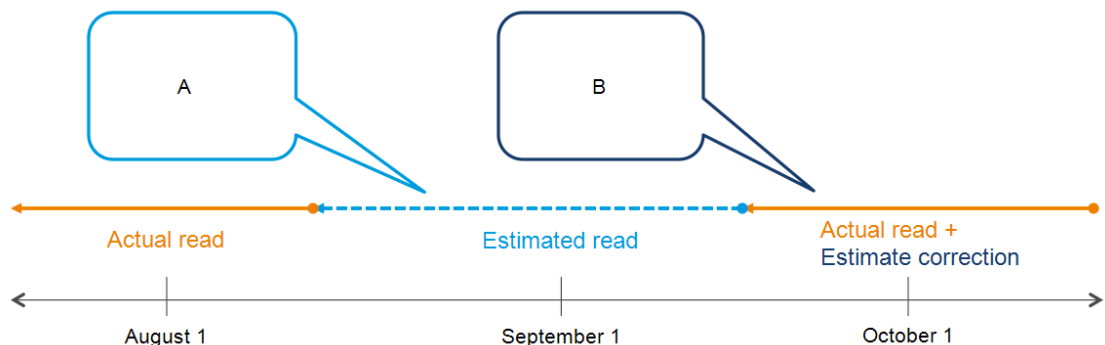 A
B
Actual read
Estimated read
Actual read +
Estimate correction
August 1
September 1
October 1